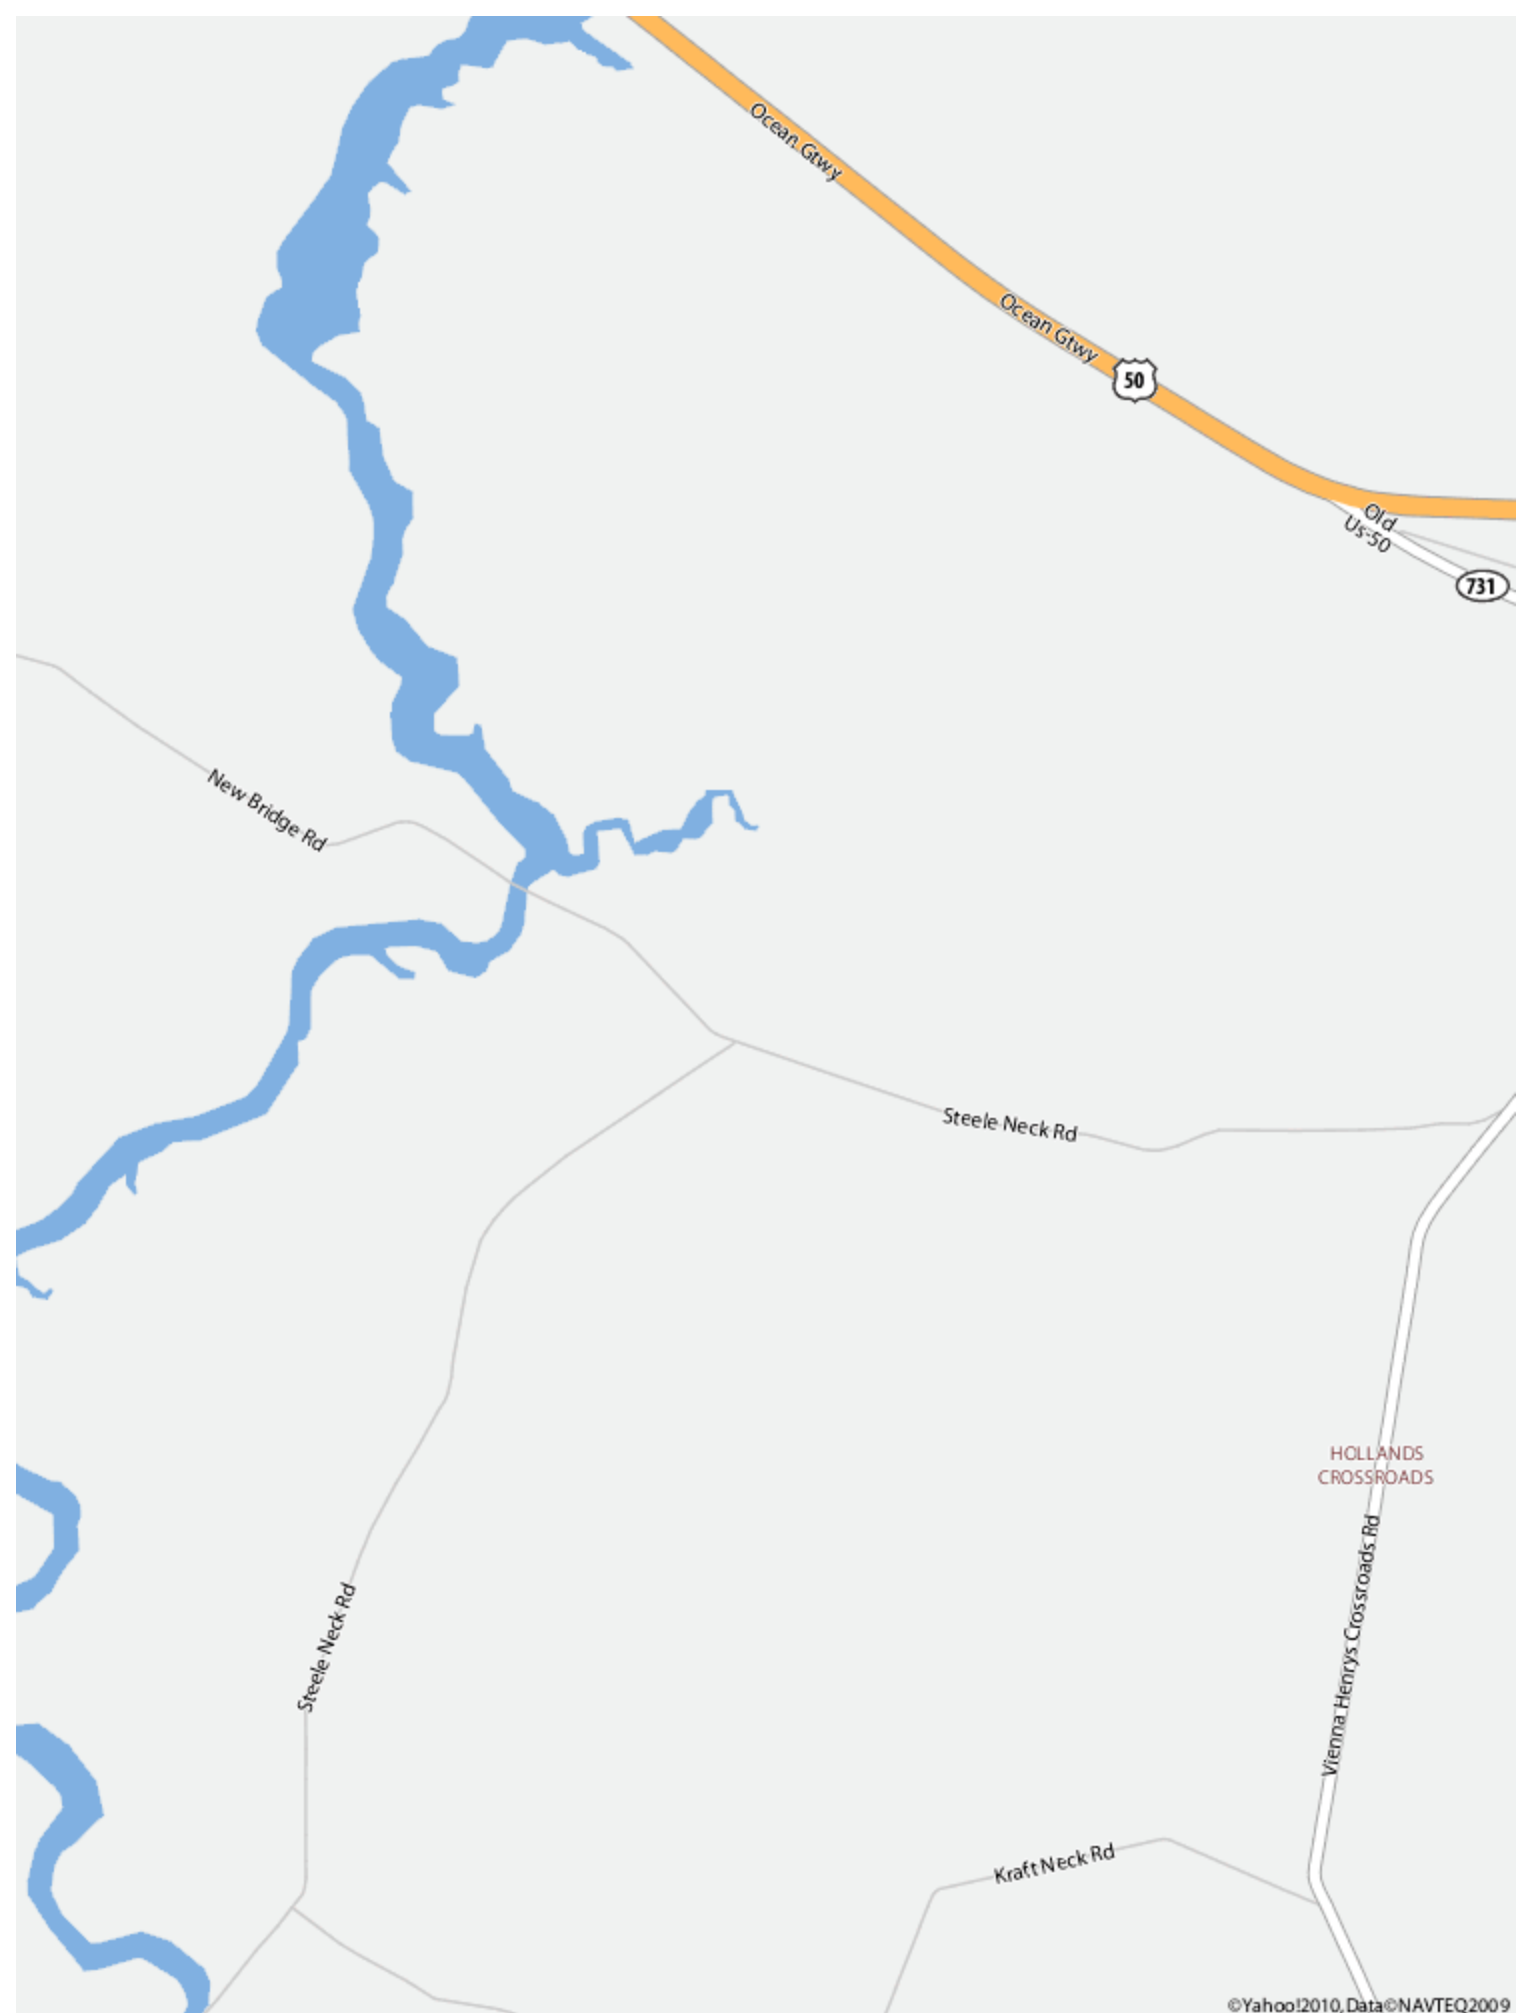 Ocean Gtwy
Ocean Gtwy
50
Old
Us-50
731
New Bridge Rd
Steele Neck Rd
HOLLANDS
CROSSROADS
Vienna Henrys Crossroads Rd
Steele Neck Rd
Kraft Neck Rd
©Yahoo!2010, Data©NAVTEQ2009